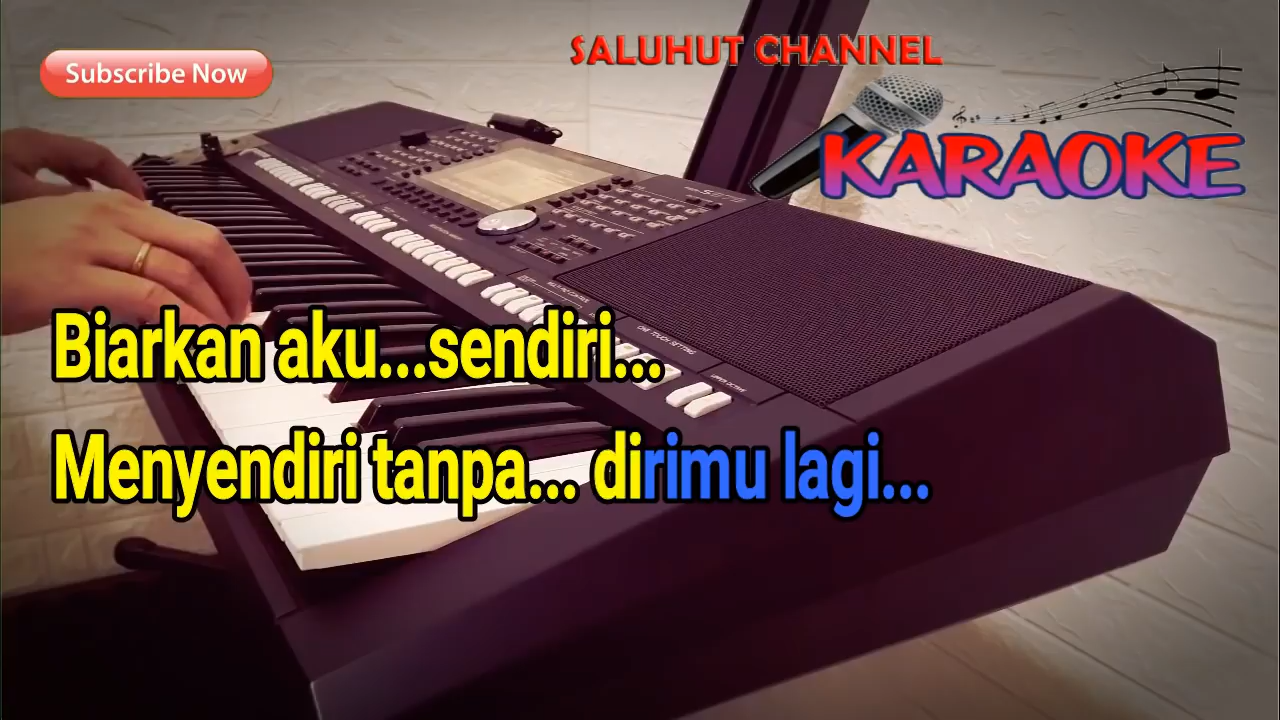 Subscribe Now
SALUHUT CHANNEL
KARAOKE
Biarkan aku...sendiri...
Menyendiri tanpa... dirimu lagi...